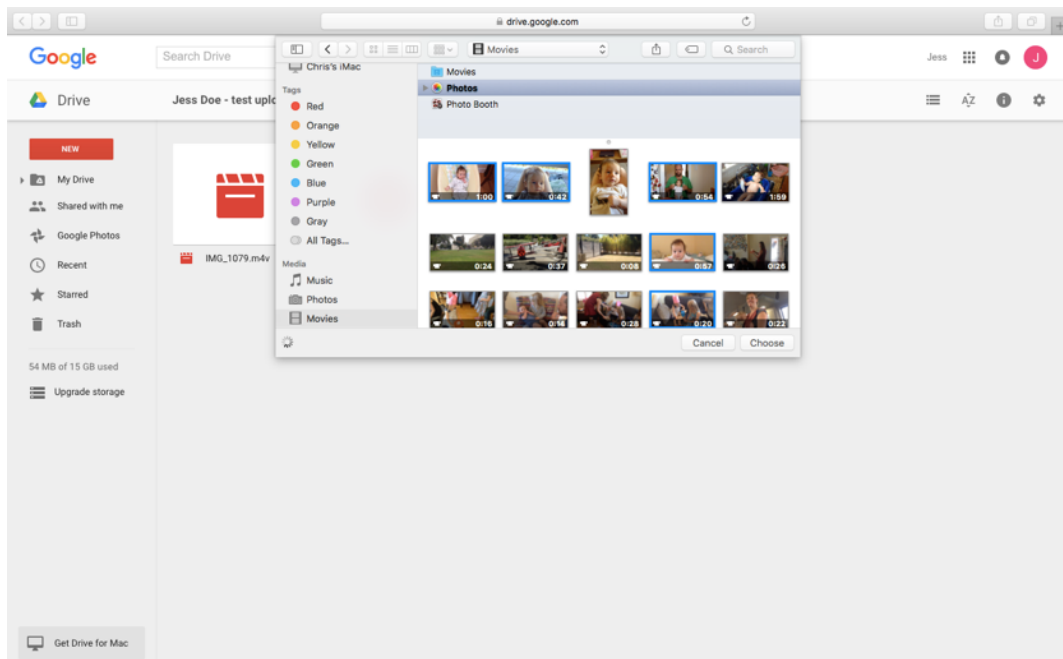 drive.google.com
Google
Search Drive
Jess
J
Drive
Jess Doe - test uplo
AZ
NEW
My Drive
Shared with me
Google Photos
Recent
Starred
Trash
54 MB of 15 GB used
Upgrade storage
Get Drive for Mac
IMG_1079.m4v
Movies
Search
Chris's iMac
Tags
Red
Orange
Yellow
Green
Blue
Purple
Gray
All Tags...
Media
Music
Photos
Movies
Movies
Photos
Photo Booth
1:00
0:42
0:54
1:59
0:24
0:37
0:08
0:57
0:26
0:16
0:14
0:28
0:20
0:22
Cancel
Choose